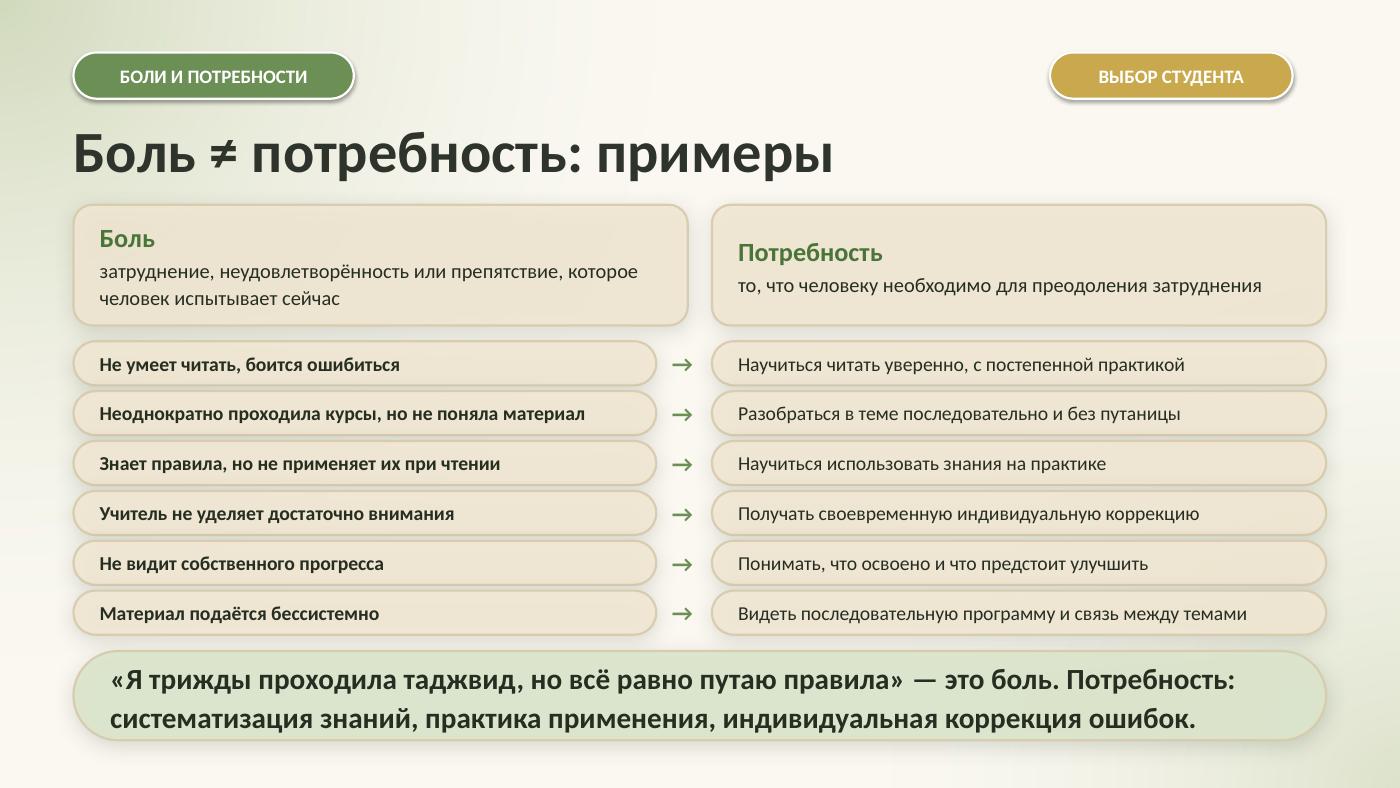 БОЛИ И ПОТРЕБНОСТИ
ВЫБОР СТУДЕНТА
Боль ≠ потребность: примеры
Боль
затруднение, неудовлетворённость или препятствие, которое
человек испытывает сейчас
Потребность
то, что человеку необходимо для преодоления затруднения
Не умеет читать, боится ошибиться → Научиться читать уверенно, с постепенной практикой
Неоднократно проходила курсы, но не поняла материал → Разобраться в теме последовательно и без путаницы
Знает правила, но не применяет их при чтении → Научиться использовать знания на практике
Учитель не уделяет достаточно внимания → Получать своевременную индивидуальную коррекцию
Не видит собственного прогресса → Понимать, что освоено и что предстоит улучшить
Материал подаётся бессистемно → Видеть последовательную программу и связь между темами
«Я трижды проходила таджвид, но всё равно путаю правила» — это боль. Потребность:
систематизация знаний, практика применения, индивидуальная коррекция ошибок.